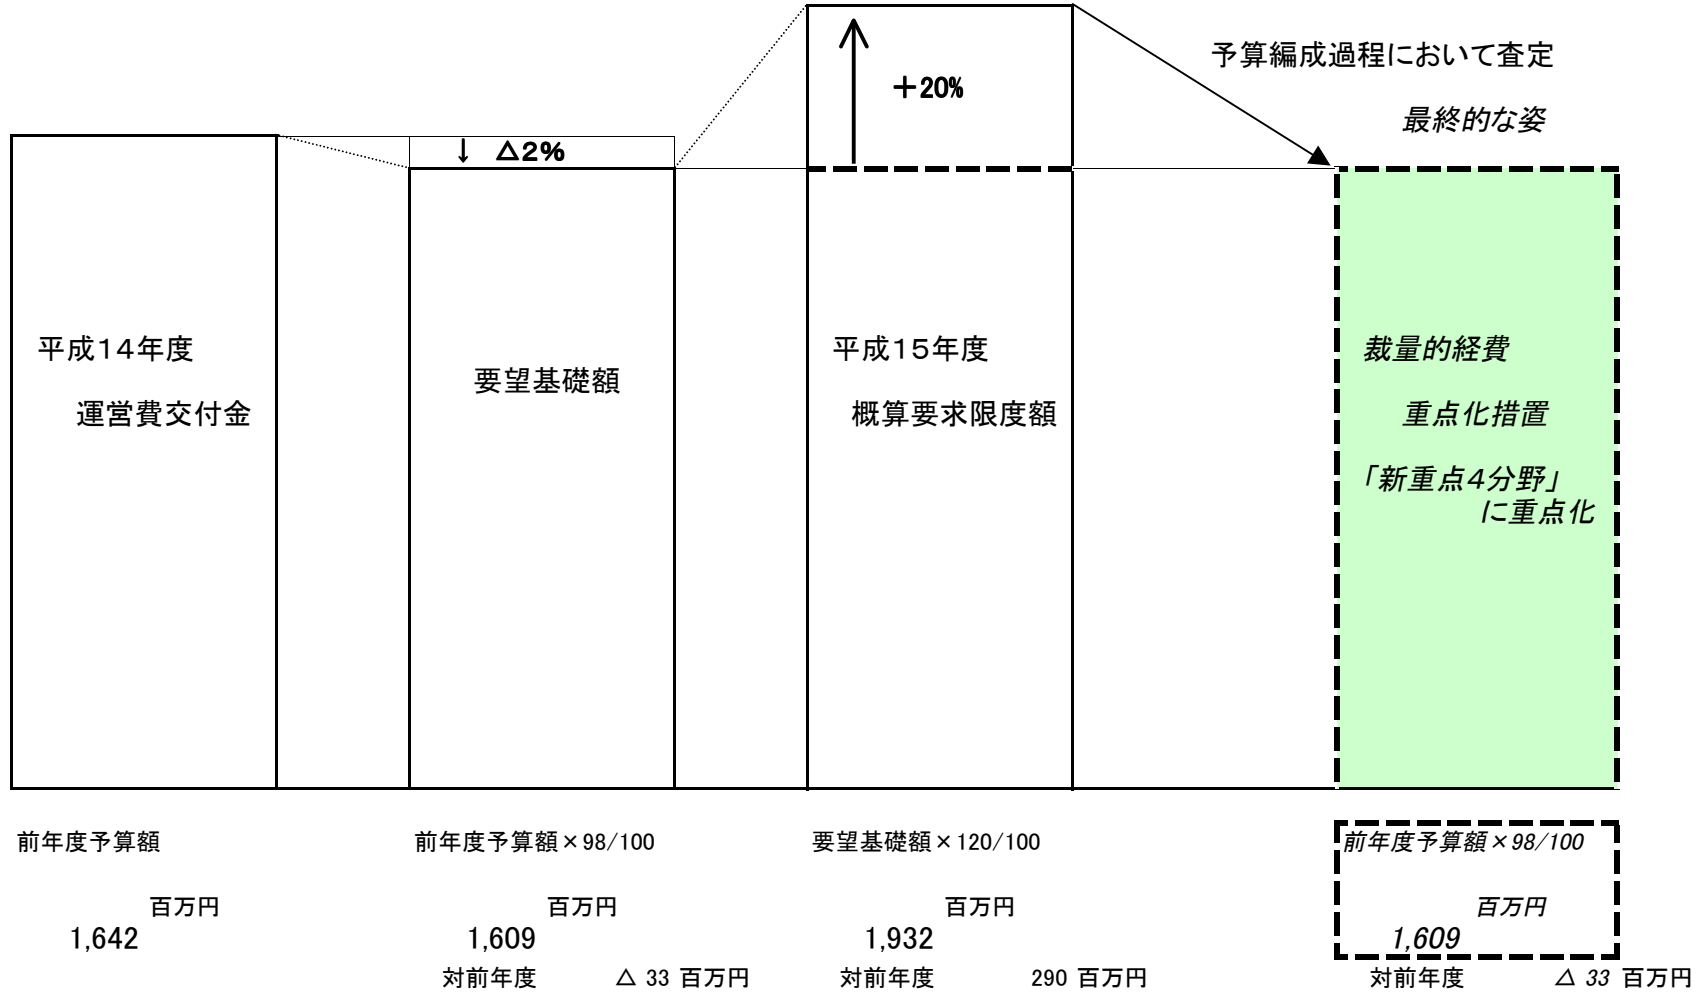 予算編成過程において査定
＋20%
最終的な姿
↓ △2%
平成14年度
運営費交付金
要望基礎額
平成15年度
概算要求限度額
裁量的経費
重点化措置
「新重点4分野」
に重点化
前年度予算額
百万円
1,642
前年度予算額×98/100
百万円
1,609
対前年度 △ 33 百万円
要望基礎額×120/100
百万円
1,932
対前年度 290 百万円
前年度予算額×98/100
百万円
1,609
対前年度 △ 33 百万円